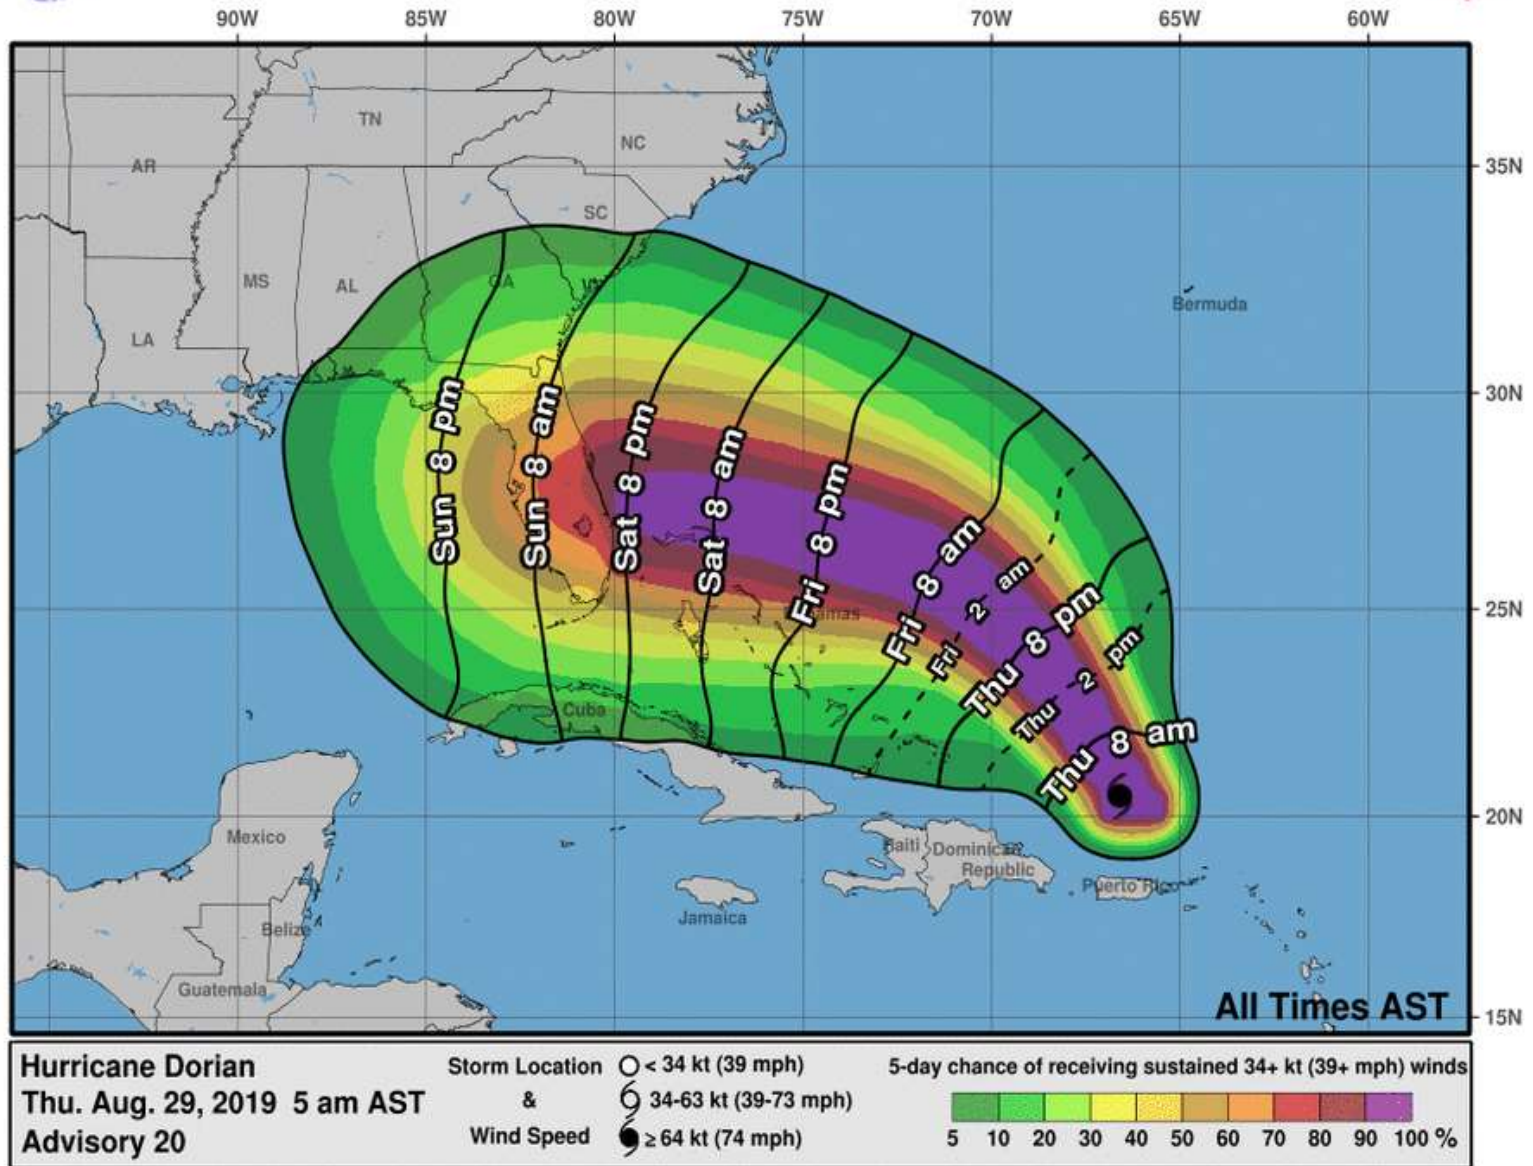 90W 85W 80W 75W 70W 65W 60W
TN
NC
AR
35N
SC
MS
AL
GA
Bermuda
LA
30N
Sun 8 pm
Sun 8 am
Sat 8 pm
Sat 8 am
Fri 8 pm
Fri 8 am
Fri 2 am
Thu 8 pm
Thu 2 pm
Thu 8 am
25N
Cuba
20N
Mexico
Haiti
Dominican
Republic
Puerto Rico
Jamaica
Belize
Guatemala
All Times AST
15N
Hurricane Dorian
Thu. Aug. 29, 2019 5 am AST
Advisory 20
Storm Location
&
Wind Speed
< 34 kt (39 mph)
34-63 kt (39-73 mph)
≥ 64 kt (74 mph)
5-day chance of receiving sustained 34+ kt (39+ mph) winds
5 10 20 30 40 50 60 70 80 90 100 %